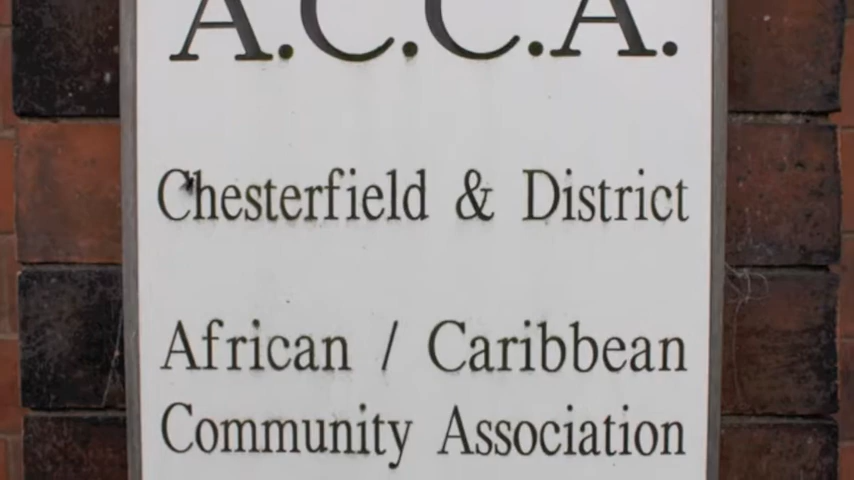 A.C.C.A.
Chesterfield & District
African / Caribbean
Community Association